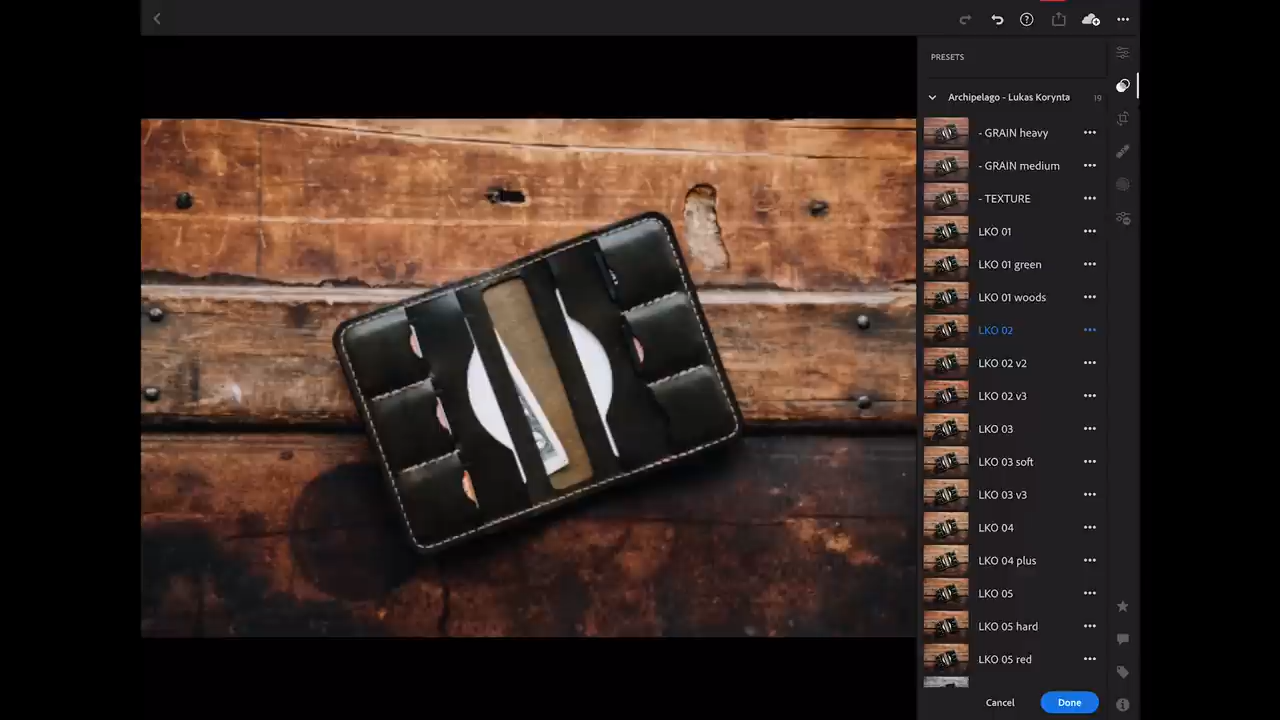 PRESETS
Archipelago - Lukas Korynta 19
- GRAIN heavy
- GRAIN medium
- TEXTURE
LKO 01
LKO 01 green
LKO 01 woods
LKO 02
LKO 02 v2
LKO 02 v3
LKO 03
LKO 03 soft
LKO 03 v3
LKO 04
LKO 04 plus
LKO 05
LKO 05 hard
LKO 05 red
Cancel Done